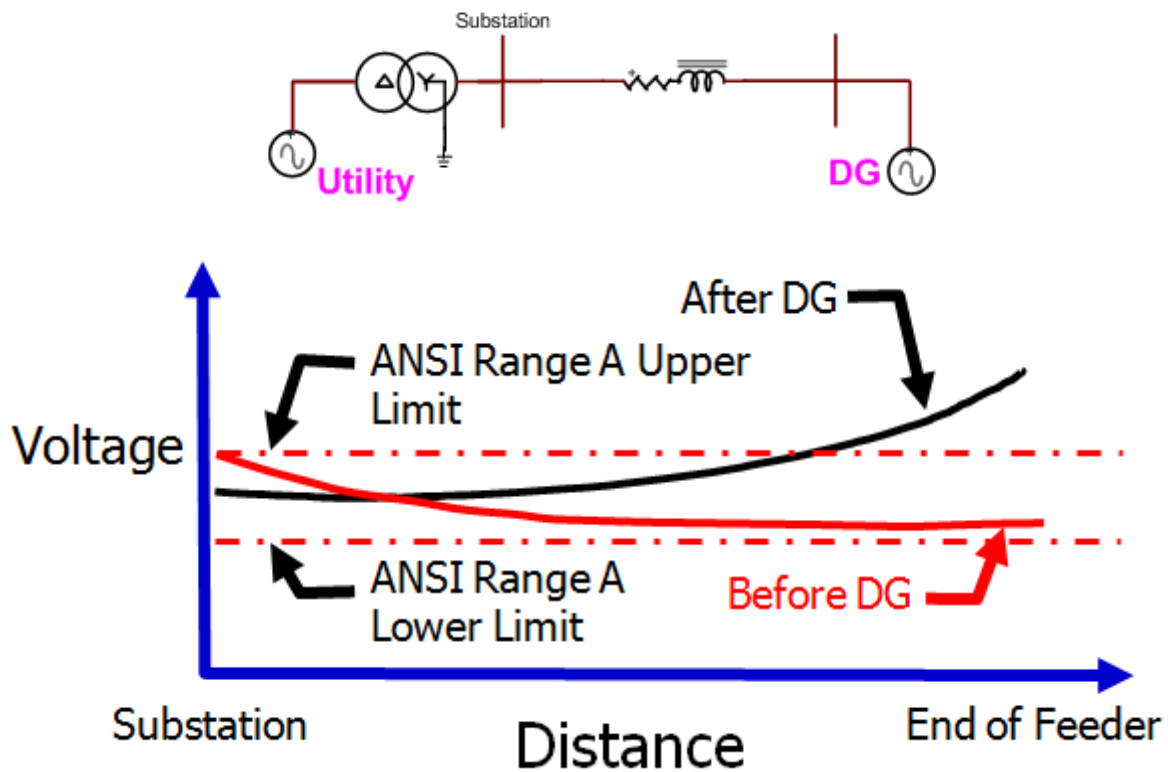 Substation
Utility
DG
After DG
ANSI Range A Upper
Limit
Voltage
ANSI Range A
Lower Limit
Before DG
Substation
Distance
End of Feeder